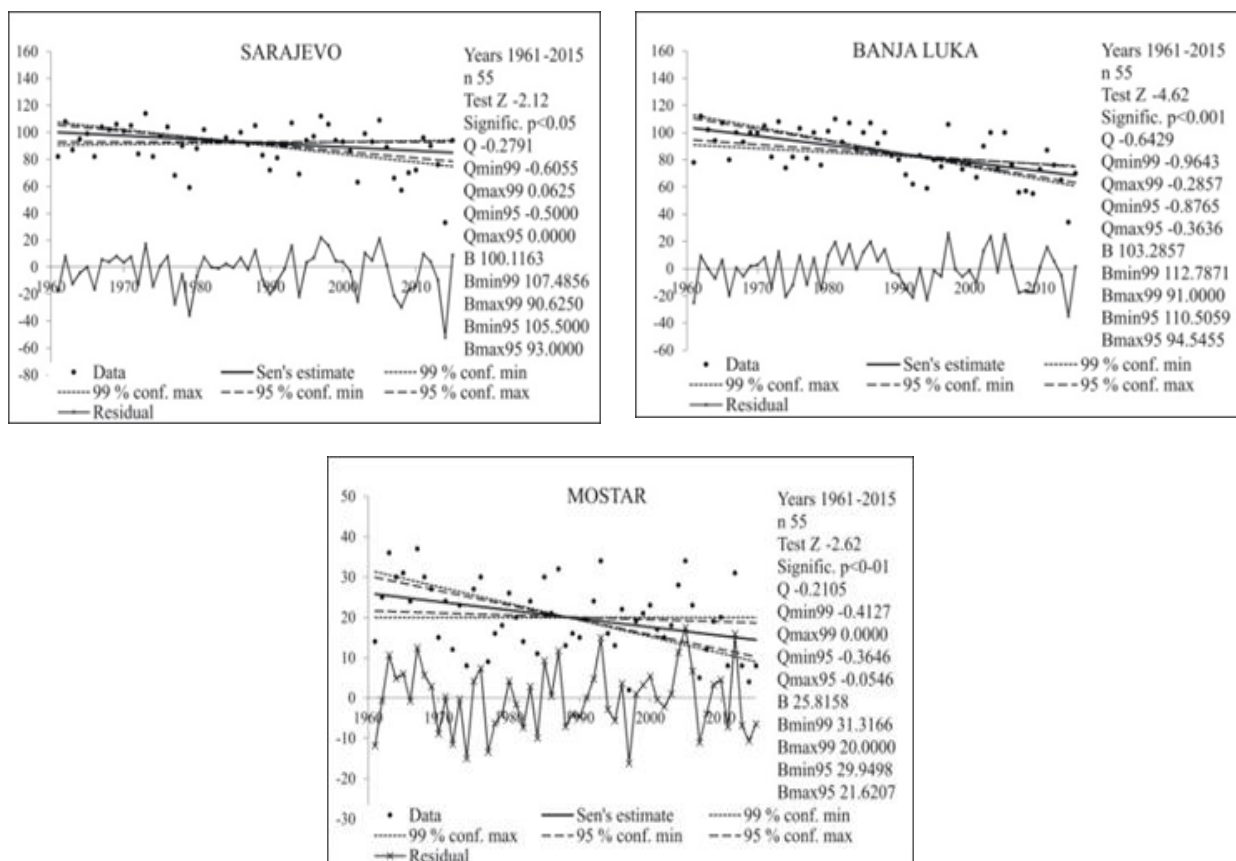 SARAJEVO
160
140
120
100
80
60
40
20
0
-20
-40
-60
-80
1960 1970 1980 1990 2000 2010
Years 1961-2015
n 55
Test Z -2.12
Signific. p<0.05
Q -0.2791
Qmin99 -0.6055
Qmax99 0.0625
Qmin95 -0.5000
Qmax95 0.0000
B 100.1163
Bmin99 107.4856
Bmax99 90.6250
Bmin95 105.5000
Bmax95 93.0000
Data Sen's estimate 99 % conf. min
99 % conf. max 95 % conf. min 95 % conf. max
Residual
BANJA LUKA
160
140
120
100
80
60
40
20
0
-20
-40
-60
1960 1970 1980 1990 2000 2010
Years 1961-2015
n 55
Test Z -4.62
Signific. p<0.001
Q -0.6429
Qmin99 -0.9643
Qmax99 -0.2857
Qmin95 -0.8765
Qmax95 -0.3636
B 103.2857
Bmin99 112.7871
Bmax99 91.0000
Bmin95 110.5059
Bmax95 94.5455
Data Sen's estimate 99 % conf. min
99 % conf. max 95 % conf. min 95 % conf. max
Residual
MOSTAR
50
40
30
20
10
0
-10
-20
-30
1960 1970 1980 1990 2000 2010
Years 1961-2015
n 55
Test Z -2.62
Signific. p<0-01
Q -0.2105
Qmin99 -0.4127
Qmax99 0.0000
Qmin95 -0.3646
Qmax95 -0.0546
B 25.8158
Bmin99 31.3166
Bmax99 20.0000
Bmin95 29.9498
Bmax95 21.6207
Data Sen's estimate 99 % conf. min
99 % conf. max 95 % conf. min 95 % conf. max
Residual